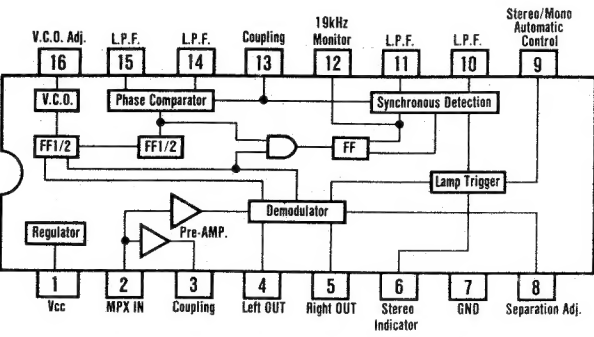 Stereo/Mono
Automatic
Control
19kHz
Monitor
V.C.O. Adj.
L.P.F.
L.P.F.
Coupling
L.P.F.
L.P.F.
16
15
14
13
12
11
10
9
V.C.O.
Phase Comparator
Synchronous Detection
FF1/2
FF1/2
FF
Lamp Trigger
Demodulator
Pre-AMP.
Regulator
1
2
3
4
5
6
7
8
Vcc
MPX IN
Coupling
Left OUT
Right OUT
Stereo
Indicator
GND
Separation Adj.